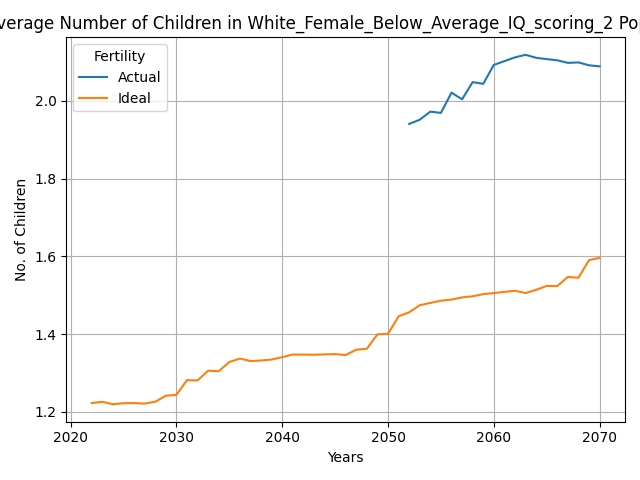 verage Number of Children in White_Female_Below_Average_IQ_scoring_2 Pop
Fertility
Actual
Ideal
No. of Children
2.0
1.8
1.6
1.4
1.2
2020
2030
2040
2050
2060
2070
Years